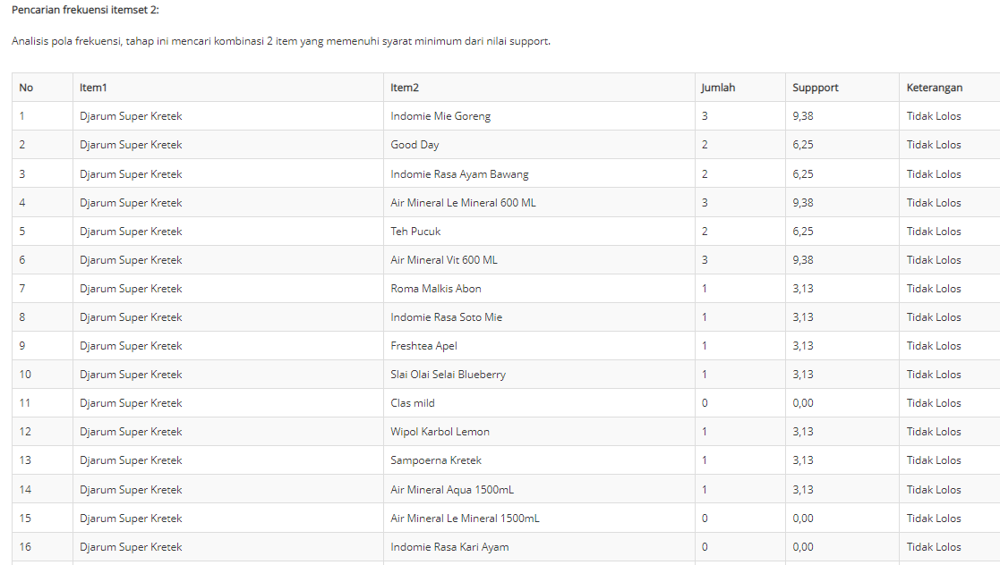 Pencarian frekuensi itemset 2:
Analisis pola frekuensi, tahap ini mencari kombinasi 2 item yang memenuhi syarat minimum dari nilai support.
No Item1 Item2 Jumlah Suppport Keterangan
1 Djarum Super Kretek Indomie Mie Goreng 3 9,38 Tidak Lolos
2 Djarum Super Kretek Good Day 2 6,25 Tidak Lolos
3 Djarum Super Kretek Indomie Rasa Ayam Bawang 2 6,25 Tidak Lolos
4 Djarum Super Kretek Air Mineral Le Mineral 600 ML 3 9,38 Tidak Lolos
5 Djarum Super Kretek Teh Pucuk 2 6,25 Tidak Lolos
6 Djarum Super Kretek Air Mineral Vit 600 ML 3 9,38 Tidak Lolos
7 Djarum Super Kretek Roma Malkis Abon 1 3,13 Tidak Lolos
8 Djarum Super Kretek Indomie Rasa Soto Mie 1 3,13 Tidak Lolos
9 Djarum Super Kretek Freshtea Apel 1 3,13 Tidak Lolos
10 Djarum Super Kretek Slai Olai Selai Blueberry 1 3,13 Tidak Lolos
11 Djarum Super Kretek Clas mild 0 0,00 Tidak Lolos
12 Djarum Super Kretek Wipol Karbol Lemon 1 3,13 Tidak Lolos
13 Djarum Super Kretek Sampoerna Kretek 1 3,13 Tidak Lolos
14 Djarum Super Kretek Air Mineral Aqua 1500mL 1 3,13 Tidak Lolos
15 Djarum Super Kretek Air Mineral Le Mineral 1500mL 0 0,00 Tidak Lolos
16 Djarum Super Kretek Indomie Rasa Kari Ayam 0 0,00 Tidak Lolos